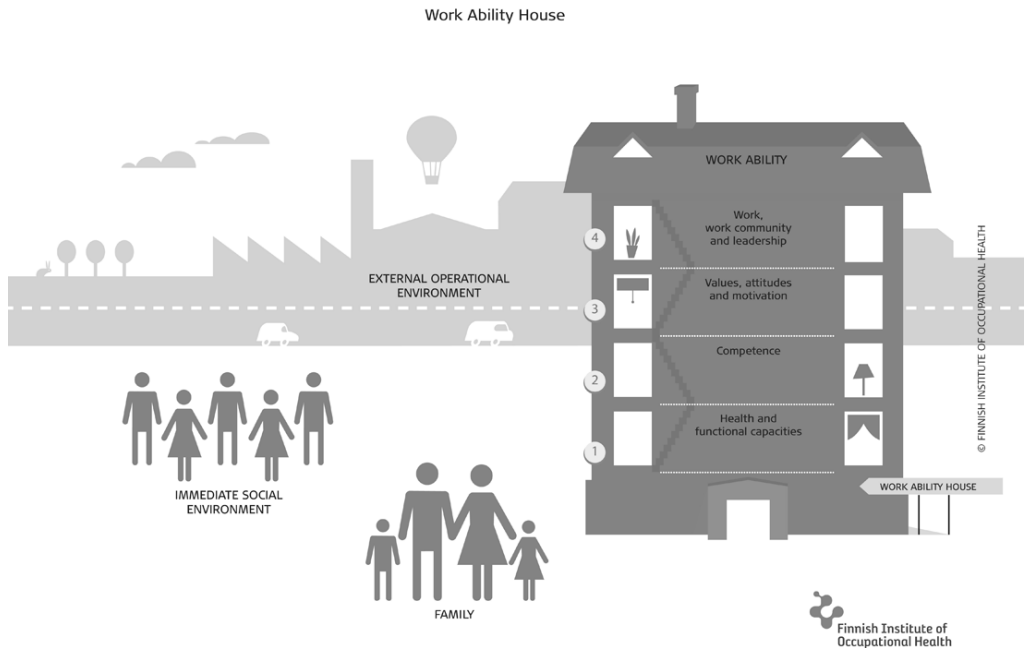 Work Ability House
WORK ABILITY
4
Work,
work community
and leadership
3
Values, attitudes
and motivation
2
Competence
1
Health and
functional capacities
WORK ABILITY HOUSE
EXTERNAL OPERATIONAL
ENVIRONMENT
IMMEDIATE SOCIAL
ENVIRONMENT
FAMILY
© FINNISH INSTITUTE OF OCCUPATIONAL HEALTH
Finnish Institute of
Occupational Health